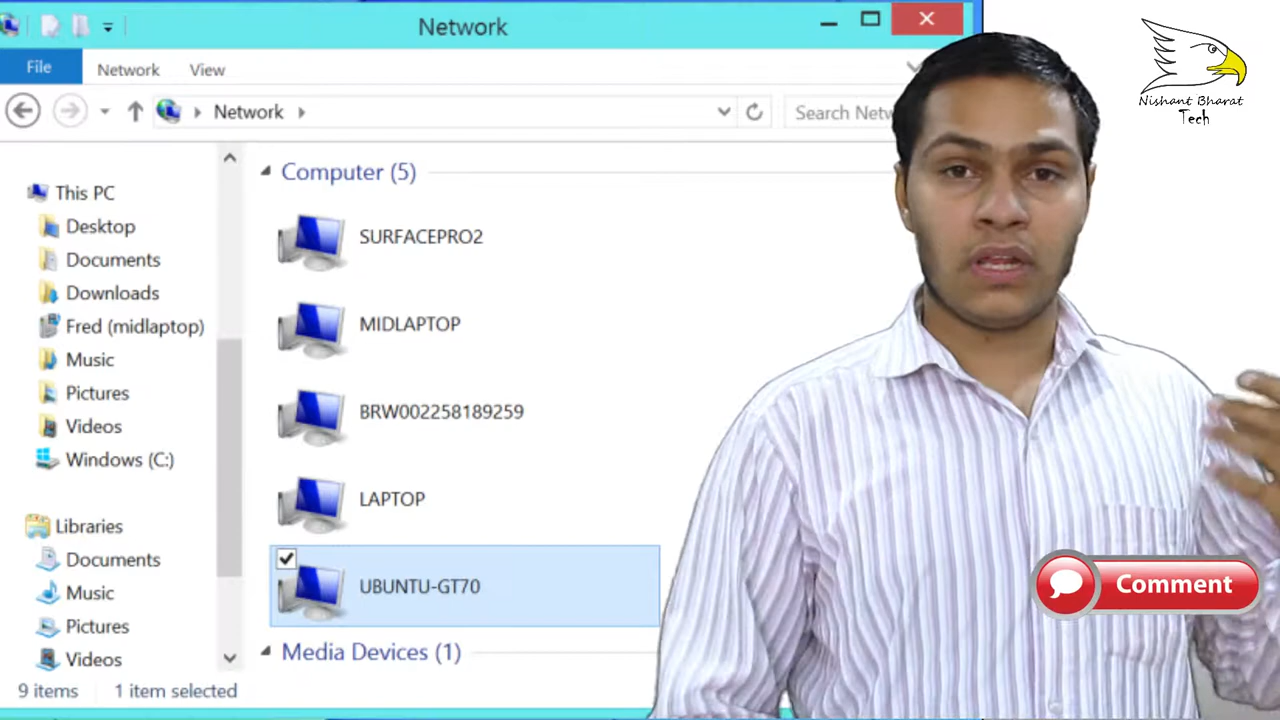 Network
File
Network
View
Network
Search Netw
Nishant Bharat
Tech
This PC
Desktop
Documents
Downloads
Fred (midlaptop)
Music
Pictures
Videos
Windows (C:)
Libraries
Documents
Music
Pictures
Videos
Computer (5)
SURFACEPRO2
MIDLAPTOP
BRW002258189259
LAPTOP
UBUNTU-GT70
Media Devices (1)
9 items
1 item selected
Comment